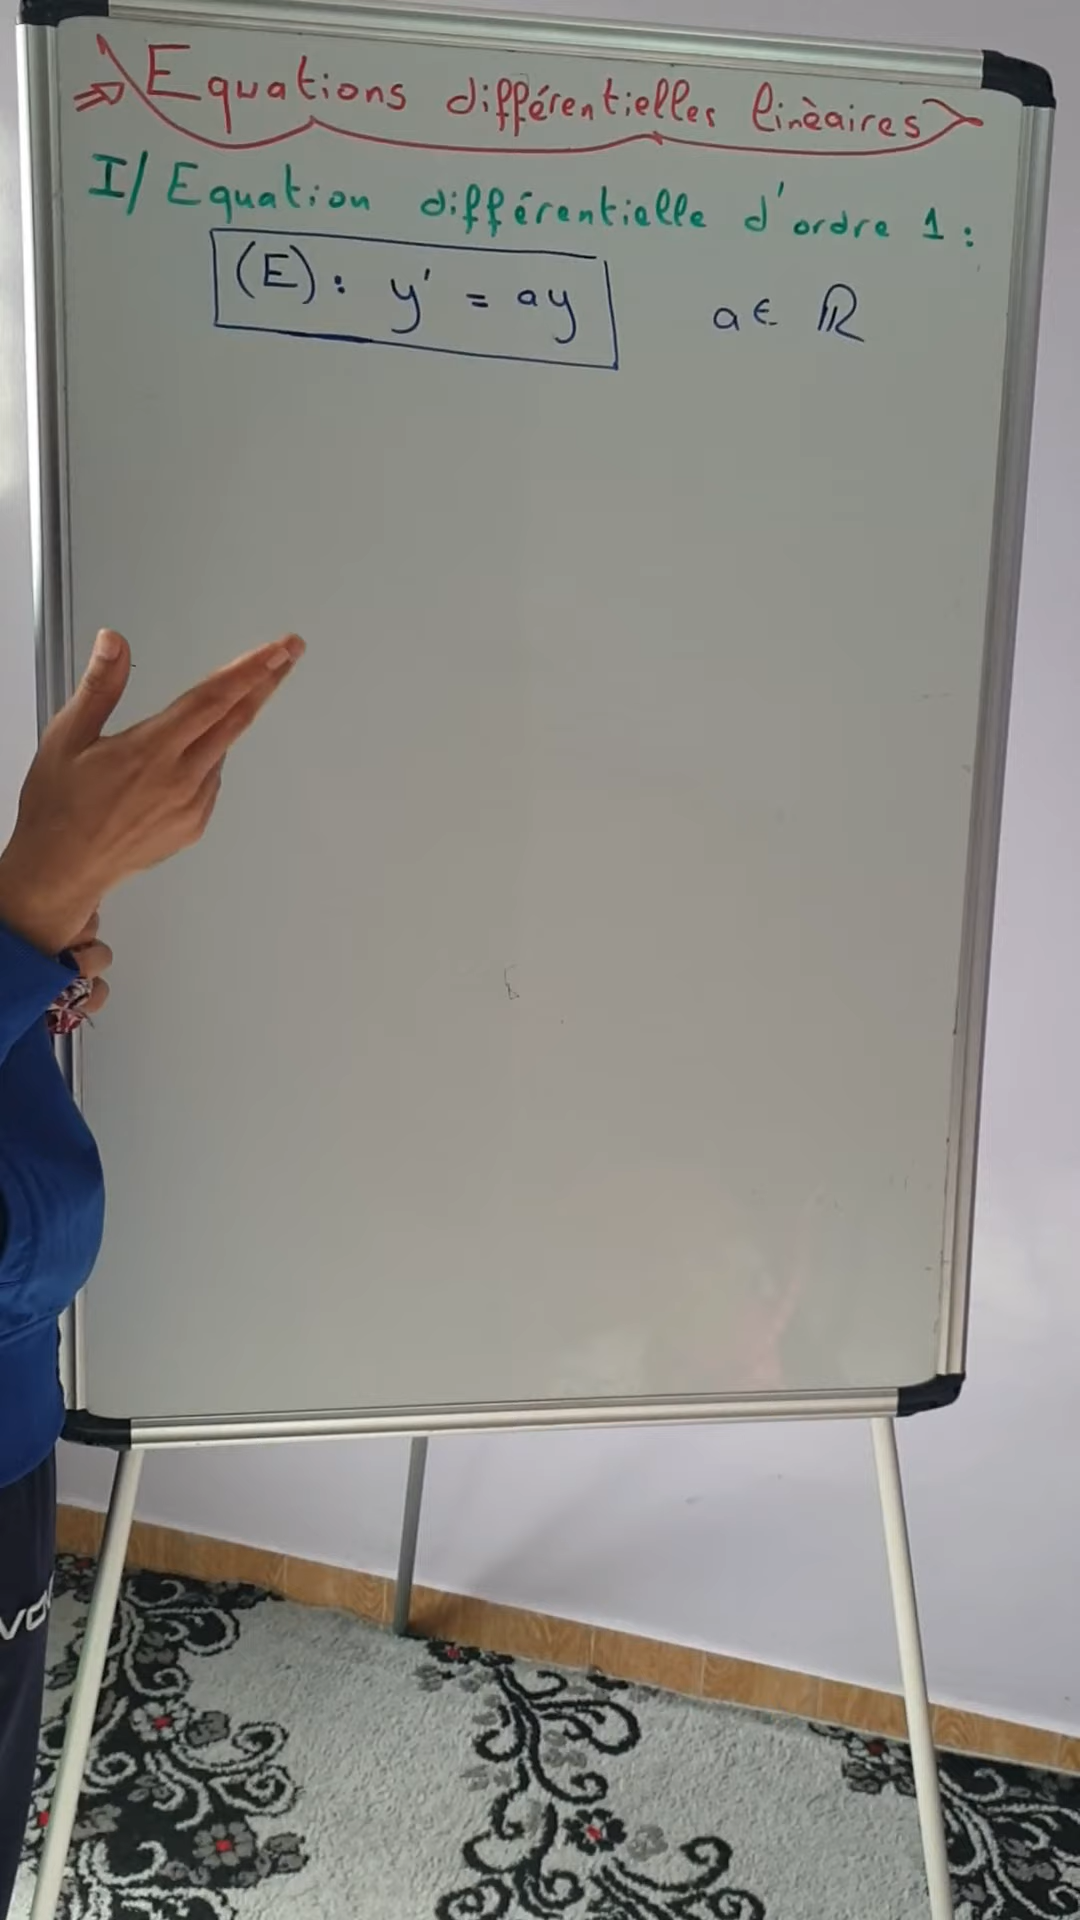 ⇒ Equations différentielles linèaires
I/ Equation différentielle d'ordre 1 :
(E) : y' = ay a ∈ ℝ